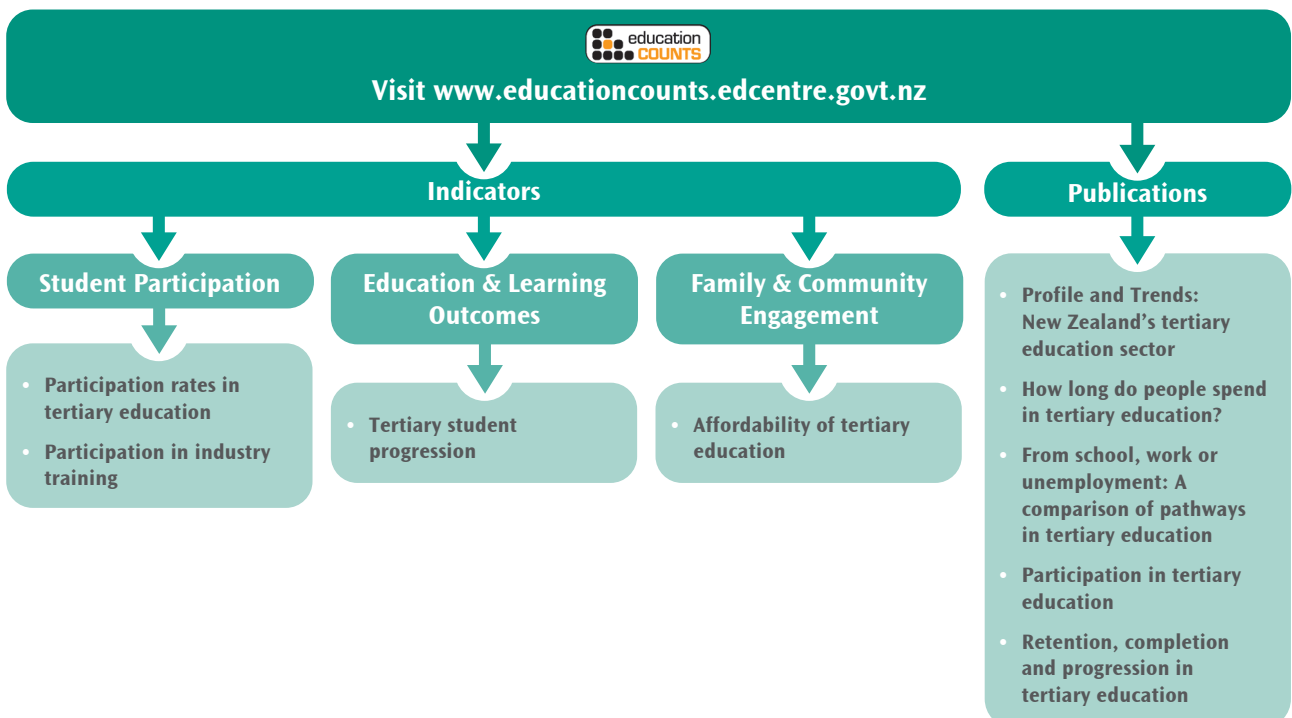 education
COUNTS
Visit www.educationcounts.edcentre.govt.nz
Indicators
Publications
Student Participation
Education & Learning
Outcomes
Family & Community
Engagement
• Participation rates in
tertiary education
• Participation in industry
training
• Tertiary student
progression
• Affordability of tertiary
education
• Profile and Trends:
New Zealand's tertiary
education sector
• How long do people spend
in tertiary education?
• From school, work or
unemployment: A
comparison of pathways
in tertiary education
• Participation in tertiary
education
• Retention, completion
and progression in
tertiary education